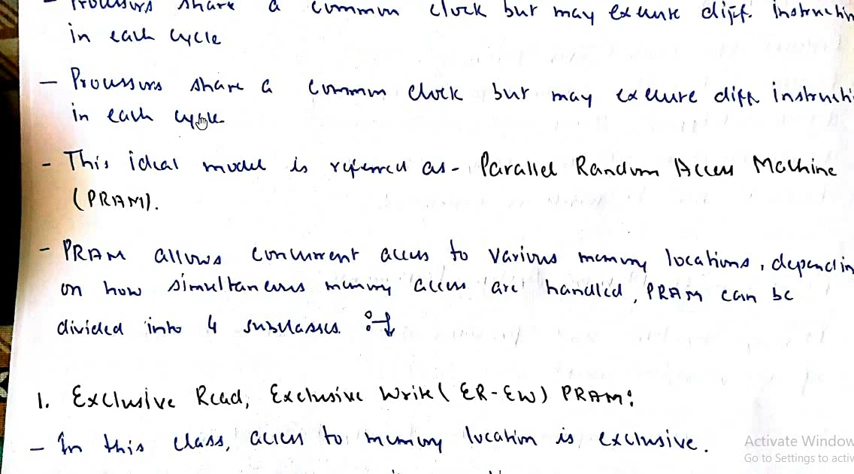 - Processors share a common clock but may execute diff. instruction
in each cycle
- Processors share a common clock but may execute diff. instructi
in each cycle
- This ideal model is referred as - Parallel Random Access Machine
(PRAM).
- PRAM allows concurrent access to various memory locations, dependin
on how simultaneous memory access are handled, PRAM can be
divided into 4 subclasses :-↓
1. Exclusive Read, Exclusive Write (ER-EW) PRAM:
- In this class, access to memory location is exclusive.
Activate Window
Go to Settings to activ